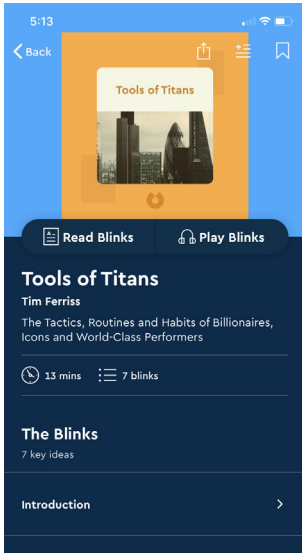 5:13
Back
Tools of Titans
Read Blinks
Play Blinks
Tools of Titans
Tim Ferriss
The Tactics, Routines and Habits of Billionaires,
Icons and World-Class Performers
13 mins
7 blinks
The Blinks
7 key ideas
Introduction